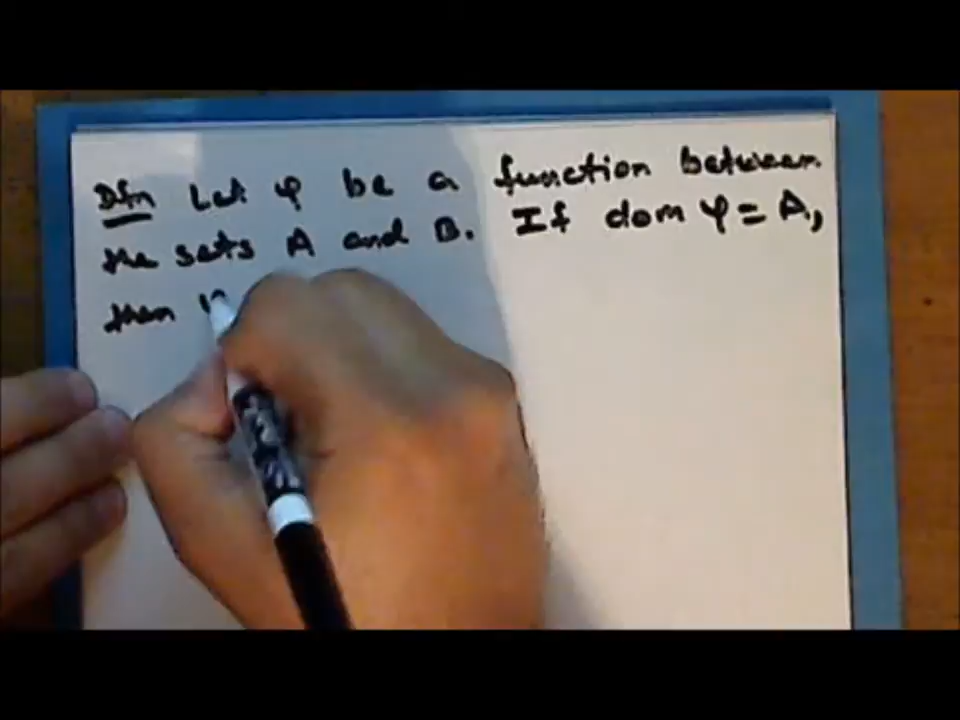 Dfn Let φ be a function between
the sets A and B. If dom φ = A,
then φ